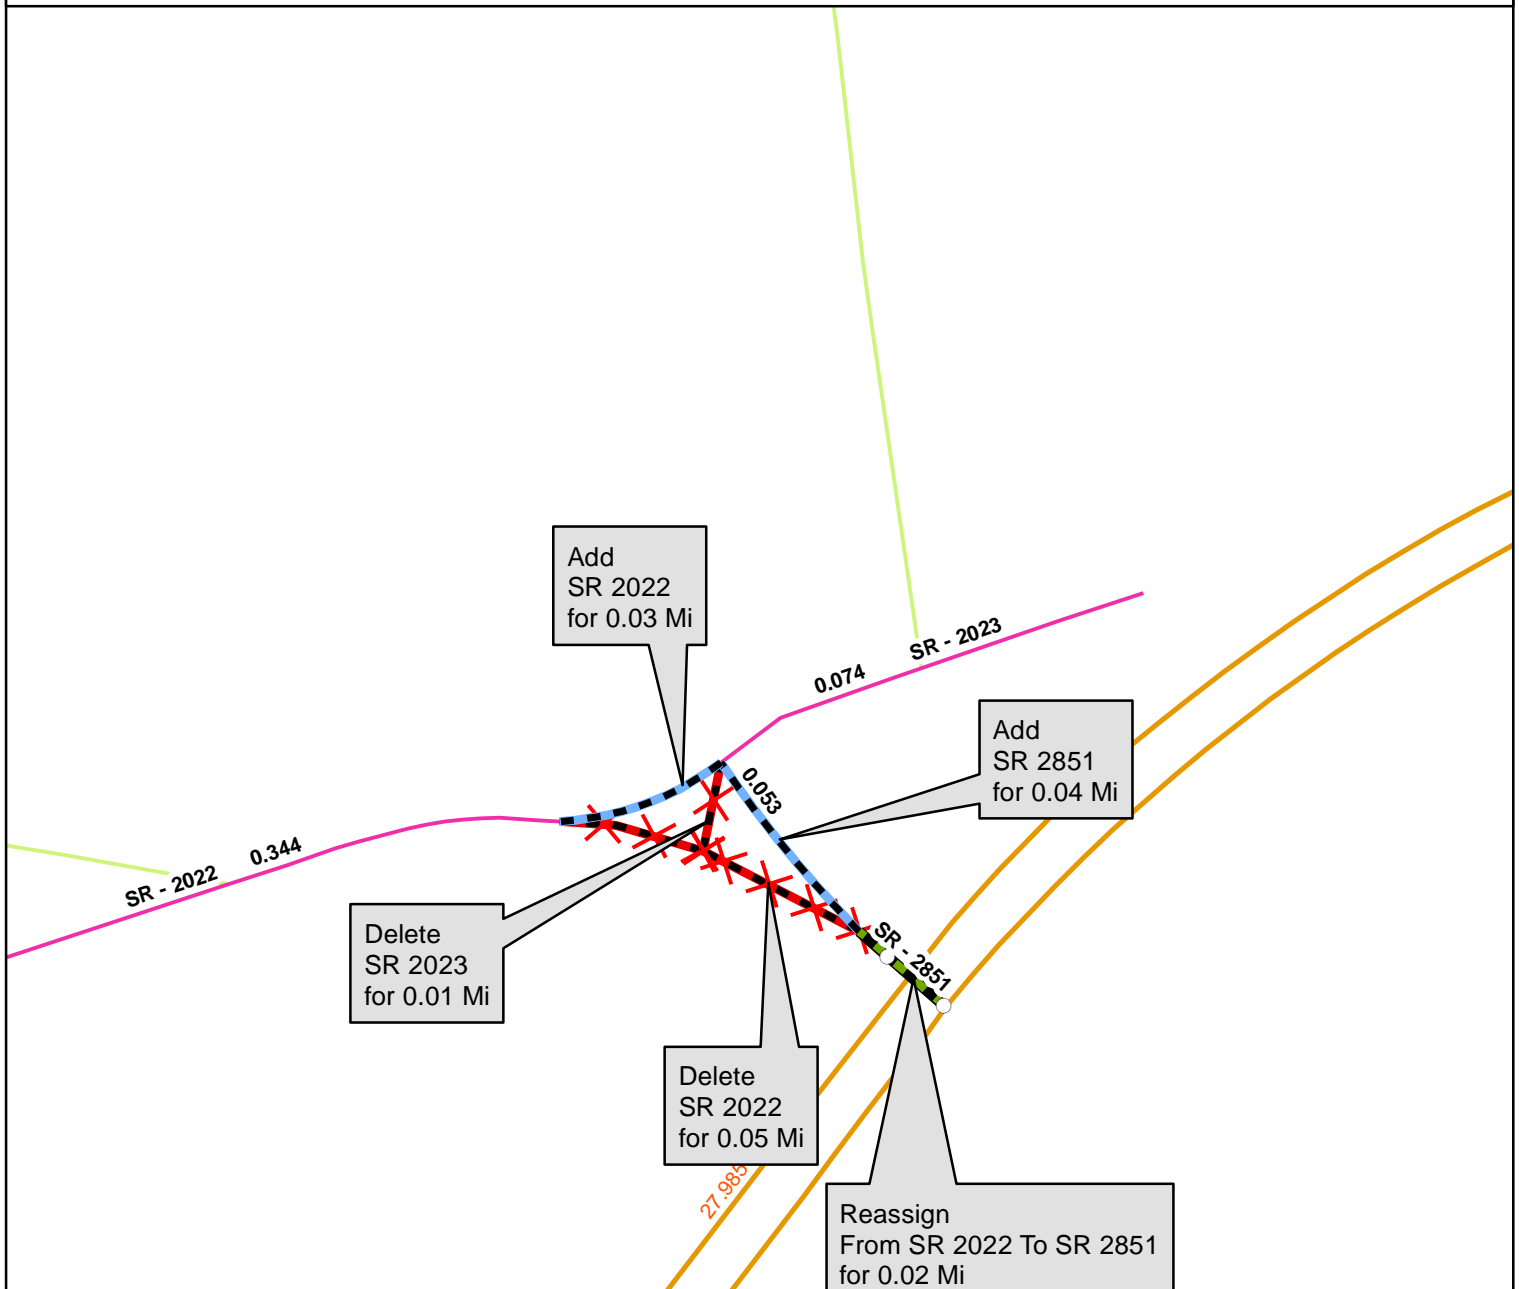 Add
SR 2022
for 0.03 Mi
SR - 2023
0.074
Add
SR 2851
for 0.04 Mi
0.053
0.344
SR - 2022
Delete
SR 2023
for 0.01 Mi
SR - 2851
Delete
SR 2022
for 0.05 Mi
27.985
Reassign
From SR 2022 To SR 2851
for 0.02 Mi